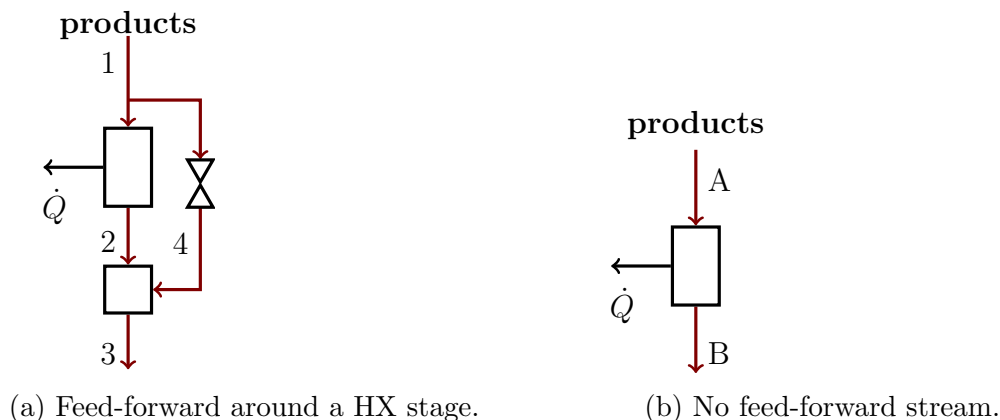 products
1
Q̇
2
4
3
(a) Feed-forward around a HX stage.
products
A
Q̇
B
(b) No feed-forward stream.